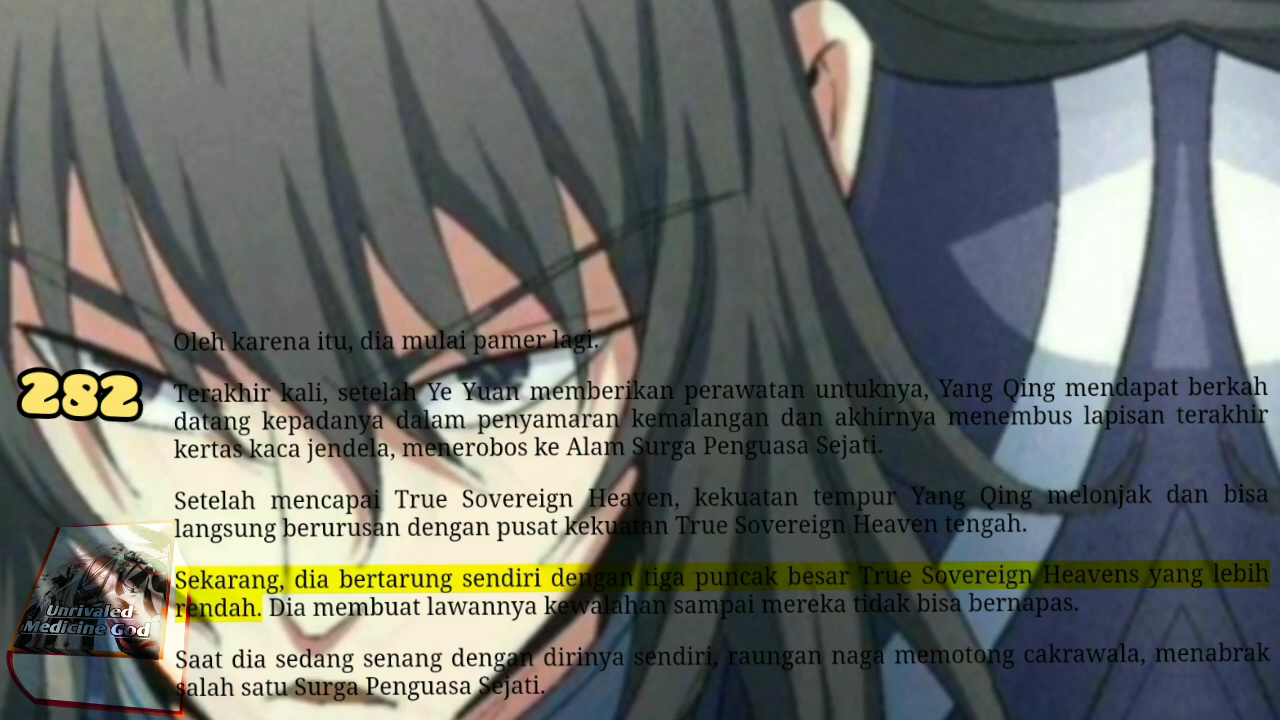 Oleh karena itu, dia mulai pamer lagi.
282
Terakhir kali, setelah Ye Yuan memberikan perawatan untuknya, Yang Qing mendapat berkah
datang kepadanya dalam penyamaran kemalangan dan akhirnya menembus lapisan terakhir
kertas kaca jendela, menerobos ke Alam Surga Penguasa Sejati.
Setelah mencapai True Sovereign Heaven, kekuatan tempur Yang Qing melonjak dan bisa
langsung berurusan dengan pusat kekuatan True Sovereign Heaven tengah.
Sekarang, dia bertarung sendiri dengan tiga puncak besar True Sovereign Heavens yang lebih
rendah. Dia membuat lawannya kewalahan sampai mereka tidak bisa bernapas.
Unrivaled
Medicine God
Saat dia sedang senang dengan dirinya sendiri, raungan naga memotong cakrawala, menabrak
salah satu Surga Penguasa Sejati.